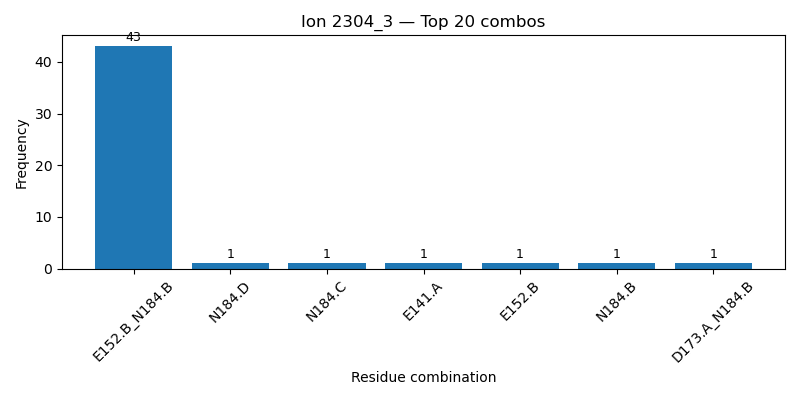 Ion 2304_3 — Top 20 combos
43
1
1
1
1
1
1
Frequency
40
30
20
10
0
E152.B_N184.B
N184.D
N184.C
E141.A
E152.B
N184.B
D173.A_N184.B
Residue combination